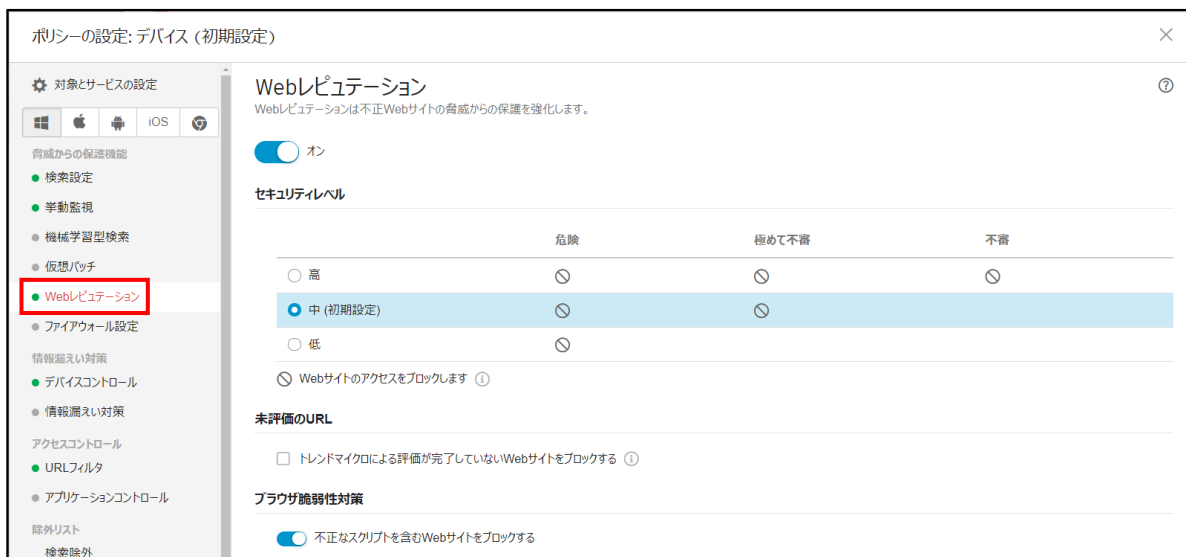 ポリシーの設定: デバイス (初期設定)
対象とサービスの設定
iOS
脅威からの保護機能
検索設定
挙動監視
機械学習型検索
仮想パッチ
Webレピュテーション
ファイアウォール設定
情報漏えい対策
デバイスコントロール
情報漏えい対策
アクセスコントロール
URLフィルタ
アプリケーションコントロール
除外リスト
検索除外
Webレピュテーション
Webレピュテーションは不正Webサイトの脅威からの保護を強化します。
オン
セキュリティレベル
危険 極めて不審 不審
高
中 (初期設定)
低
Webサイトのアクセスをブロックします
未評価のURL
トレンドマイクロによる評価が完了していないWebサイトをブロックする
ブラウザ脆弱性対策
不正なスクリプトを含むWebサイトをブロックする